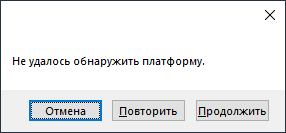 Не удалось обнаружить платформу.
Отмена Повторить Продолжить